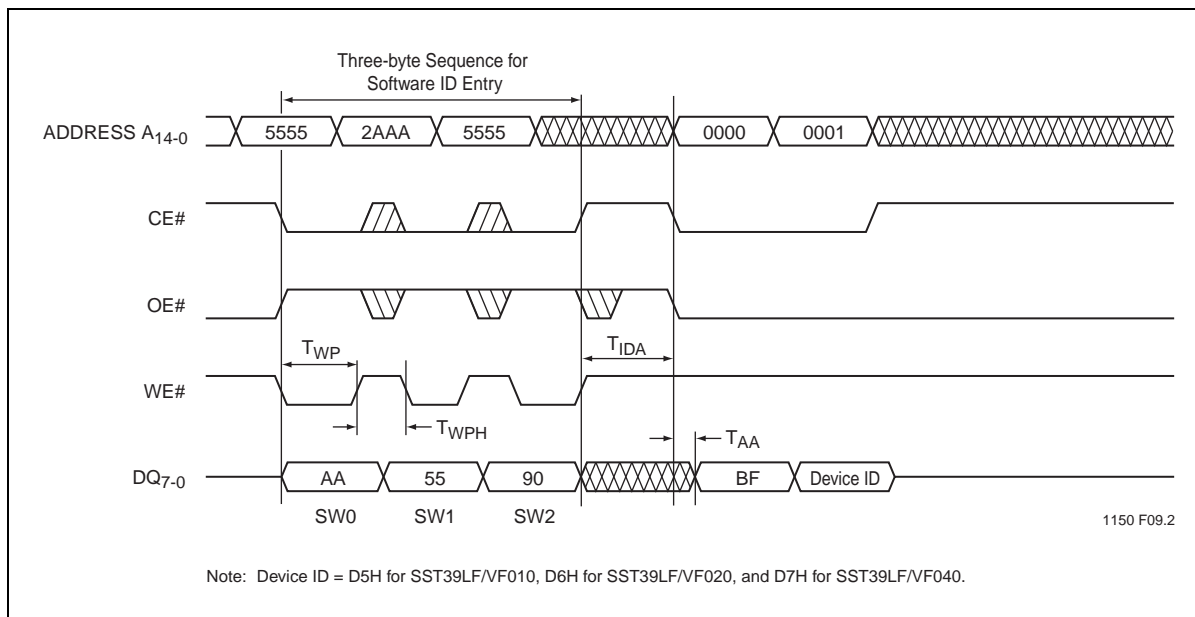 Three-byte Sequence for
Software ID Entry
ADDRESS A14-0 5555 2AAA 5555 0000 0001
CE#
OE#
TWP TIDA
WE#
TWPH TAA
DQ7-0 AA 55 90 BF Device ID
SW0 SW1 SW2
1150 F09.2
Note: Device ID = D5H for SST39LF/VF010, D6H for SST39LF/VF020, and D7H for SST39LF/VF040.